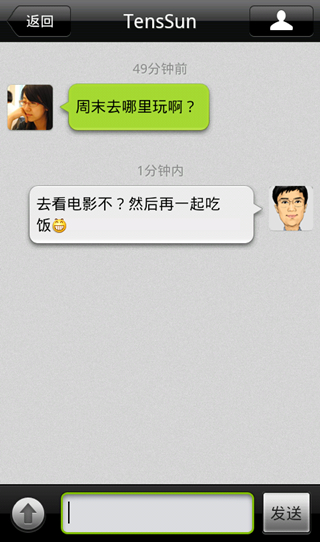 返回
TensSun
49分钟前
周末去哪里玩啊？
1分钟内
去看电影不？然后再一起吃
饭
发送